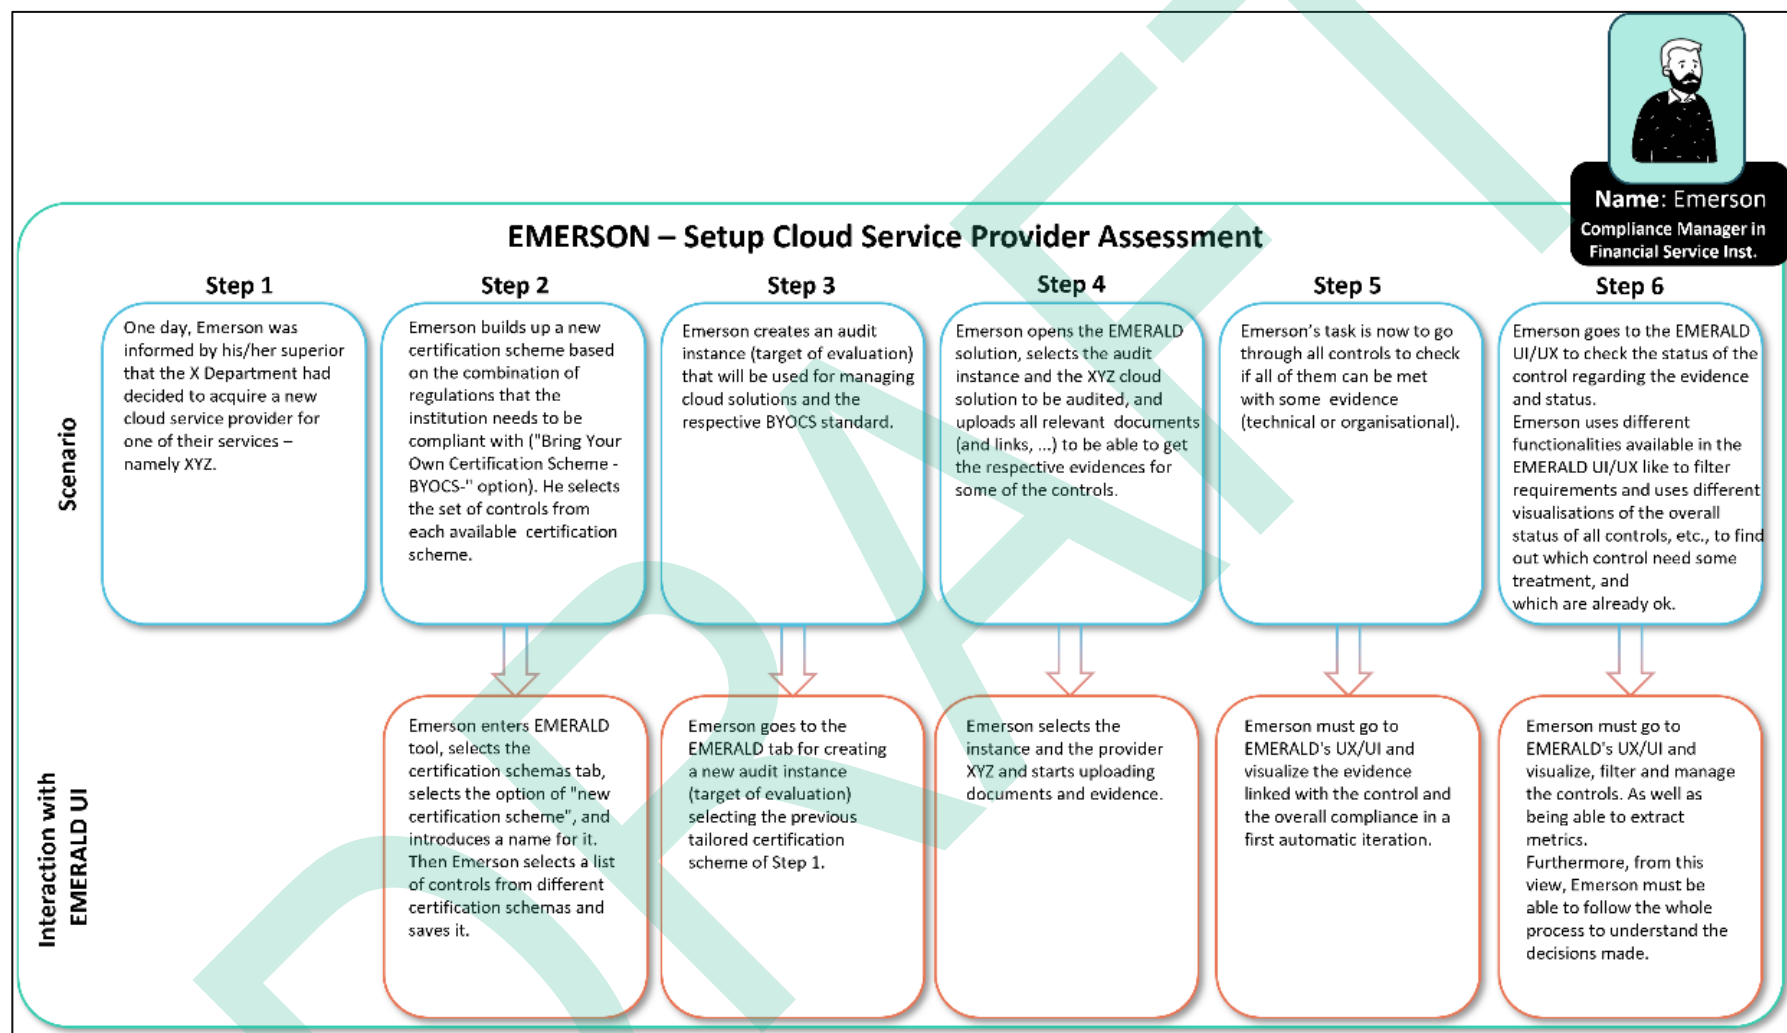 Name: Emerson
Compliance Manager in
Financial Service Inst.
EMERSON – Setup Cloud Service Provider Assessment
Scenario
Step 1
One day, Emerson was
informed by his/her superior
that the X Department had
decided to acquire a new
cloud service provider for
one of their services –
namely XYZ.
Step 2
Emerson builds up a new
certification scheme based
on the combination of
regulations that the
institution needs to be
compliant with ("Bring Your
Own Certification Scheme -
BYOCS-" option). He selects
the set of controls from
each available certification
scheme.
Step 3
Emerson creates an audit
instance (target of evaluation)
that will be used for managing
cloud solutions and the
respective BYOCS standard.
Step 4
Emerson opens the EMERALD
solution, selects the audit
instance and the XYZ cloud
solution to be audited, and
uploads all relevant documents
(and links, ...) to be able to get
the respective evidences for
some of the controls.
Step 5
Emerson's task is now to go
through all controls to check
if all of them can be met
with some evidence
(technical or organisational).
Step 6
Emerson goes to the EMERALD
UI/UX to check the status of the
control regarding the evidence
and status.
Emerson uses different
functionalities available in the
EMERALD UI/UX like to filter
requirements and uses different
visualisations of the overall
status of all controls, etc., to find
out which control need some
treatment, and
which are already ok.
Interaction with
EMERALD UI
Emerson enters EMERALD
tool, selects the
certification schemas tab,
selects the option of "new
certification scheme", and
introduces a name for it.
Then Emerson selects a list
of controls from different
certification schemas and
saves it.
Emerson goes to the
EMERALD tab for creating
a new audit instance
(target of evaluation)
selecting the previous
tailored certification
scheme of Step 1.
Emerson selects the
instance and the provider
XYZ and starts uploading
documents and evidence.
Emerson must go to
EMERALD's UX/UI and
visualize the evidence
linked with the control and
the overall compliance in a
first automatic iteration.
Emerson must go to
EMERALD's UX/UI and
visualize, filter and manage
the controls. As well as
being able to extract
metrics.
Furthermore, from this
view, Emerson must be
able to follow the whole
process to understand the
decisions made.
DRAFT